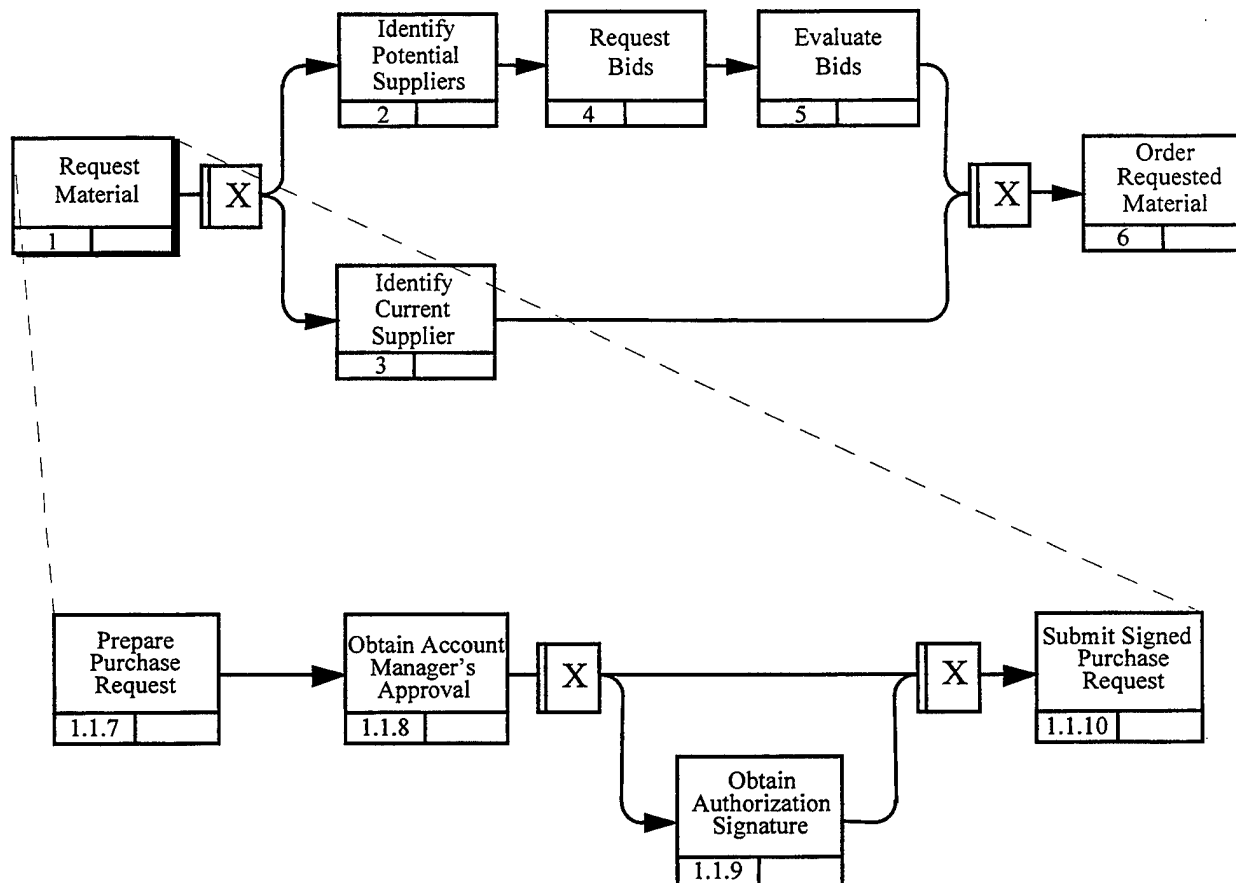 Identify
Potential
Suppliers
2
Request
Bids
4
Evaluate
Bids
5
Request
Material
1
X
X
Order
Requested
Material
6
Identify
Current
Supplier
3
Prepare
Purchase
Request
1.1.7
Obtain Account
Manager's
Approval
1.1.8
X
X
Submit Signed
Purchase
Request
1.1.10
Obtain
Authorization
Signature
1.1.9